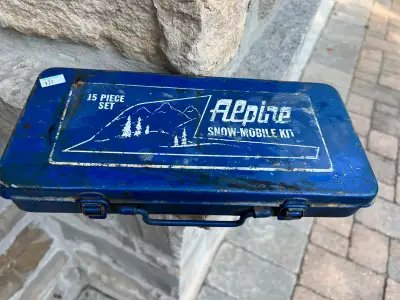 15 PIECE
SET
Alpine
SNOW-MOBILE KIT